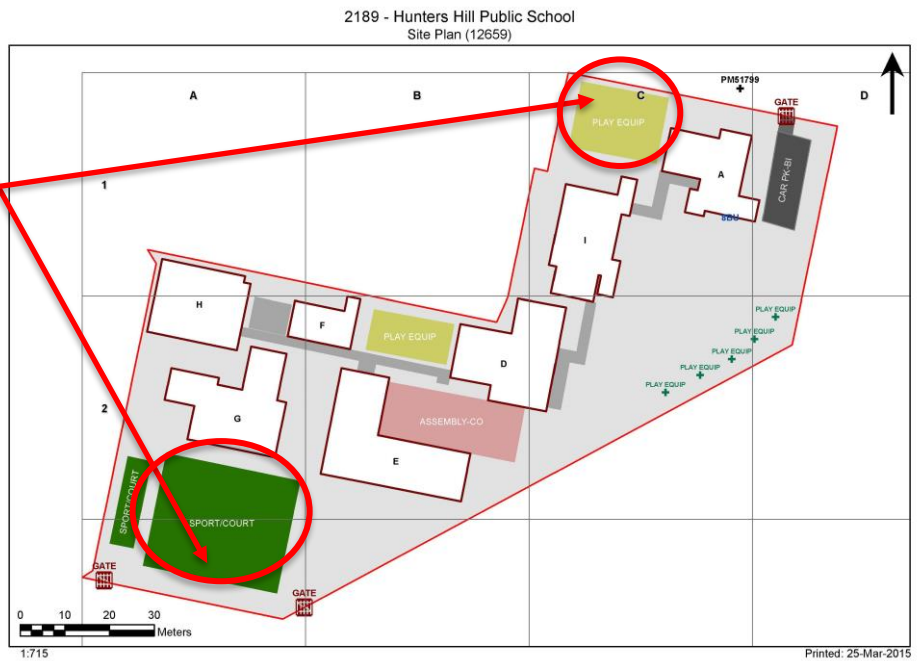 2189 - Hunters Hill Public School
Site Plan (12659)
A
B
C
D
PM51799
GATE
PLAY EQUIP
A
CAR PK-BI
1
SBU
I
H
F
PLAY EQUIP
D
PLAY EQUIP
PLAY EQUIP
PLAY EQUIP
PLAY EQUIP
PLAY EQUIP
2
G
ASSEMBLY-CO
E
SPORT/COURT
SPORT/COURT
GATE
GATE
0 10 20 30
Meters
1:715
Printed: 25-Mar-2015